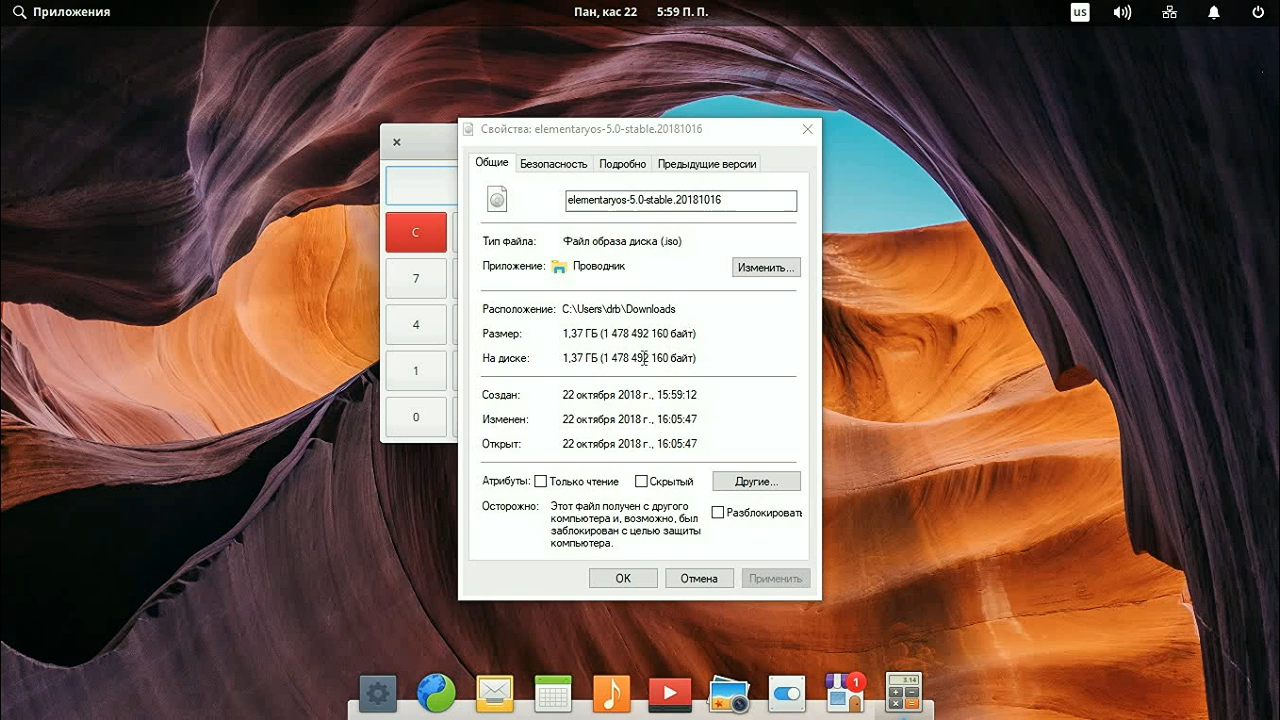 Приложения
Пан, кас 22 5:59 П. П.
us
×
Свойства: elementaryos-5.0-stable.20181016
Общие Безопасность Подробно Предыдущие версии
elementaryos-5.0-stable.20181016
C
Тип файла: Файл образа диска (.iso)
Приложение: Проводник Изменить...
7
Расположение: C:\Users\drb\Downloads
4
Размер: 1,37 ГБ (1 478 492 160 байт)
На диске: 1,37 ГБ (1 478 492 160 байт)
1
Создан: 22 октября 2018 г., 15:59:12
0
Изменен: 22 октября 2018 г., 16:05:47
Открыт: 22 октября 2018 г., 16:05:47
Атрибуты: Только чтение Скрытый Другие...
Осторожно: Этот файл получен с другого
компьютера и, возможно, был
заблокирован с целью защиты
компьютера.
Разблокировать
OK Отмена Применить
1
3.14